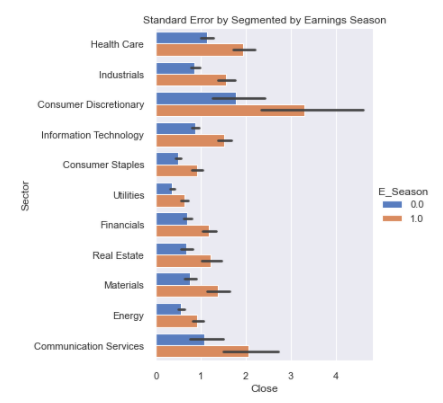 Standard Error by Segmented by Earnings Season
Health Care
Industrials
Consumer Discretionary
Information Technology
Consumer Staples
Utilities
Financials
Real Estate
Materials
Energy
Communication Services
Sector
0 1 2 3 4
Close
E_Season
0.0
1.0